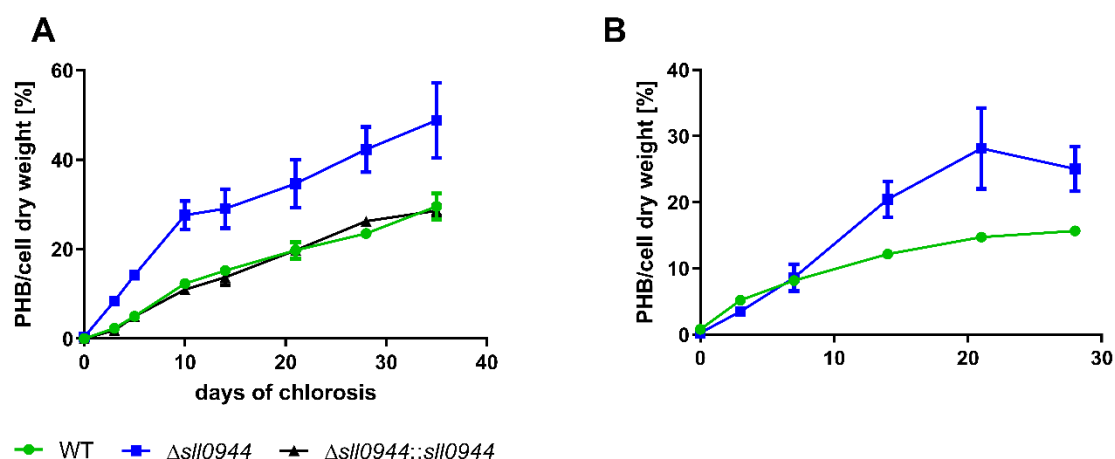 A
B
PHB/cell dry weight [%]
60
40
20
0
0 10 20 30 40
days of chlorosis
PHB/cell dry weight [%]
40
30
20
10
0
0 10 20 30
WT Δsll0944 Δsll0944::sll0944